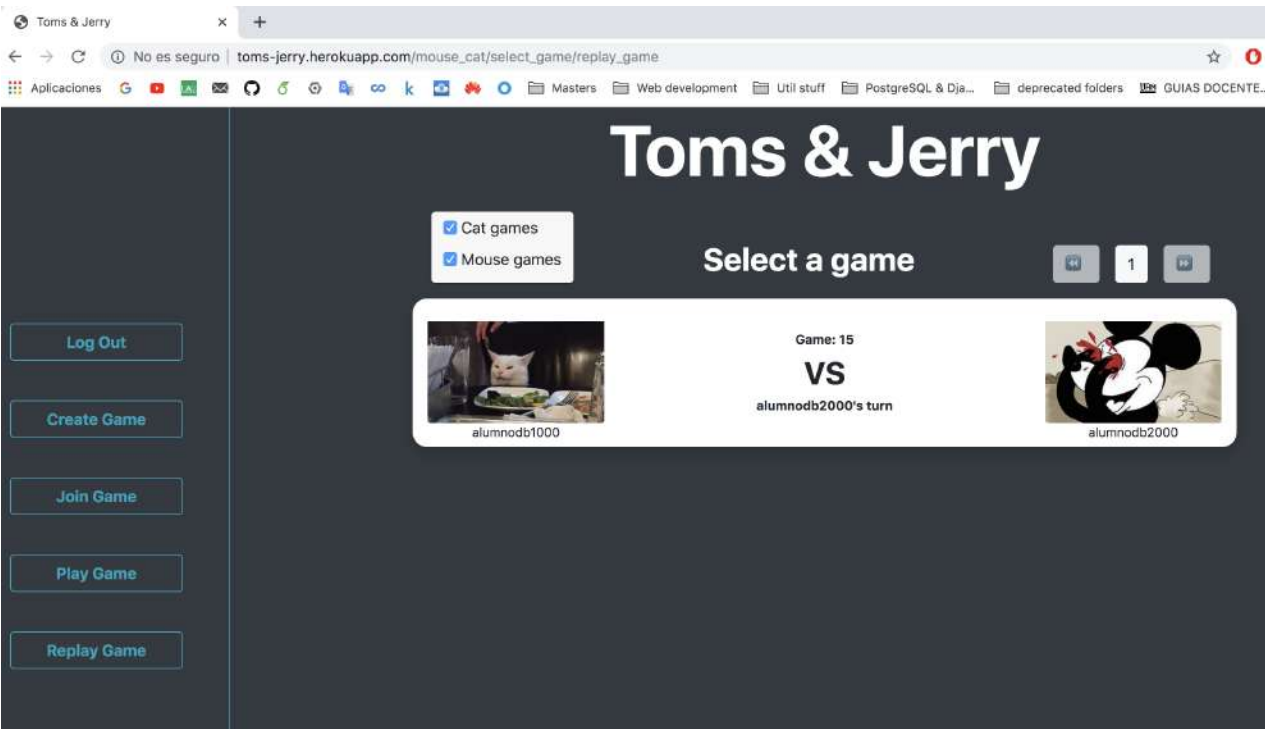 Toms & Jerry
No es seguro | toms-jerry.herokuapp.com/mouse_cat/select_game/replay_game
Aplicaciones
Masters
Web development
Util stuff
PostgreSQL & Dja...
deprecated folders
GUIAS DOCENTE...
Toms & Jerry
Cat games
Mouse games
Select a game
1
Log Out
Create Game
Join Game
Play Game
Replay Game
Game: 15
VS
alumnodb2000's turn
alumnodb1000
alumnodb2000